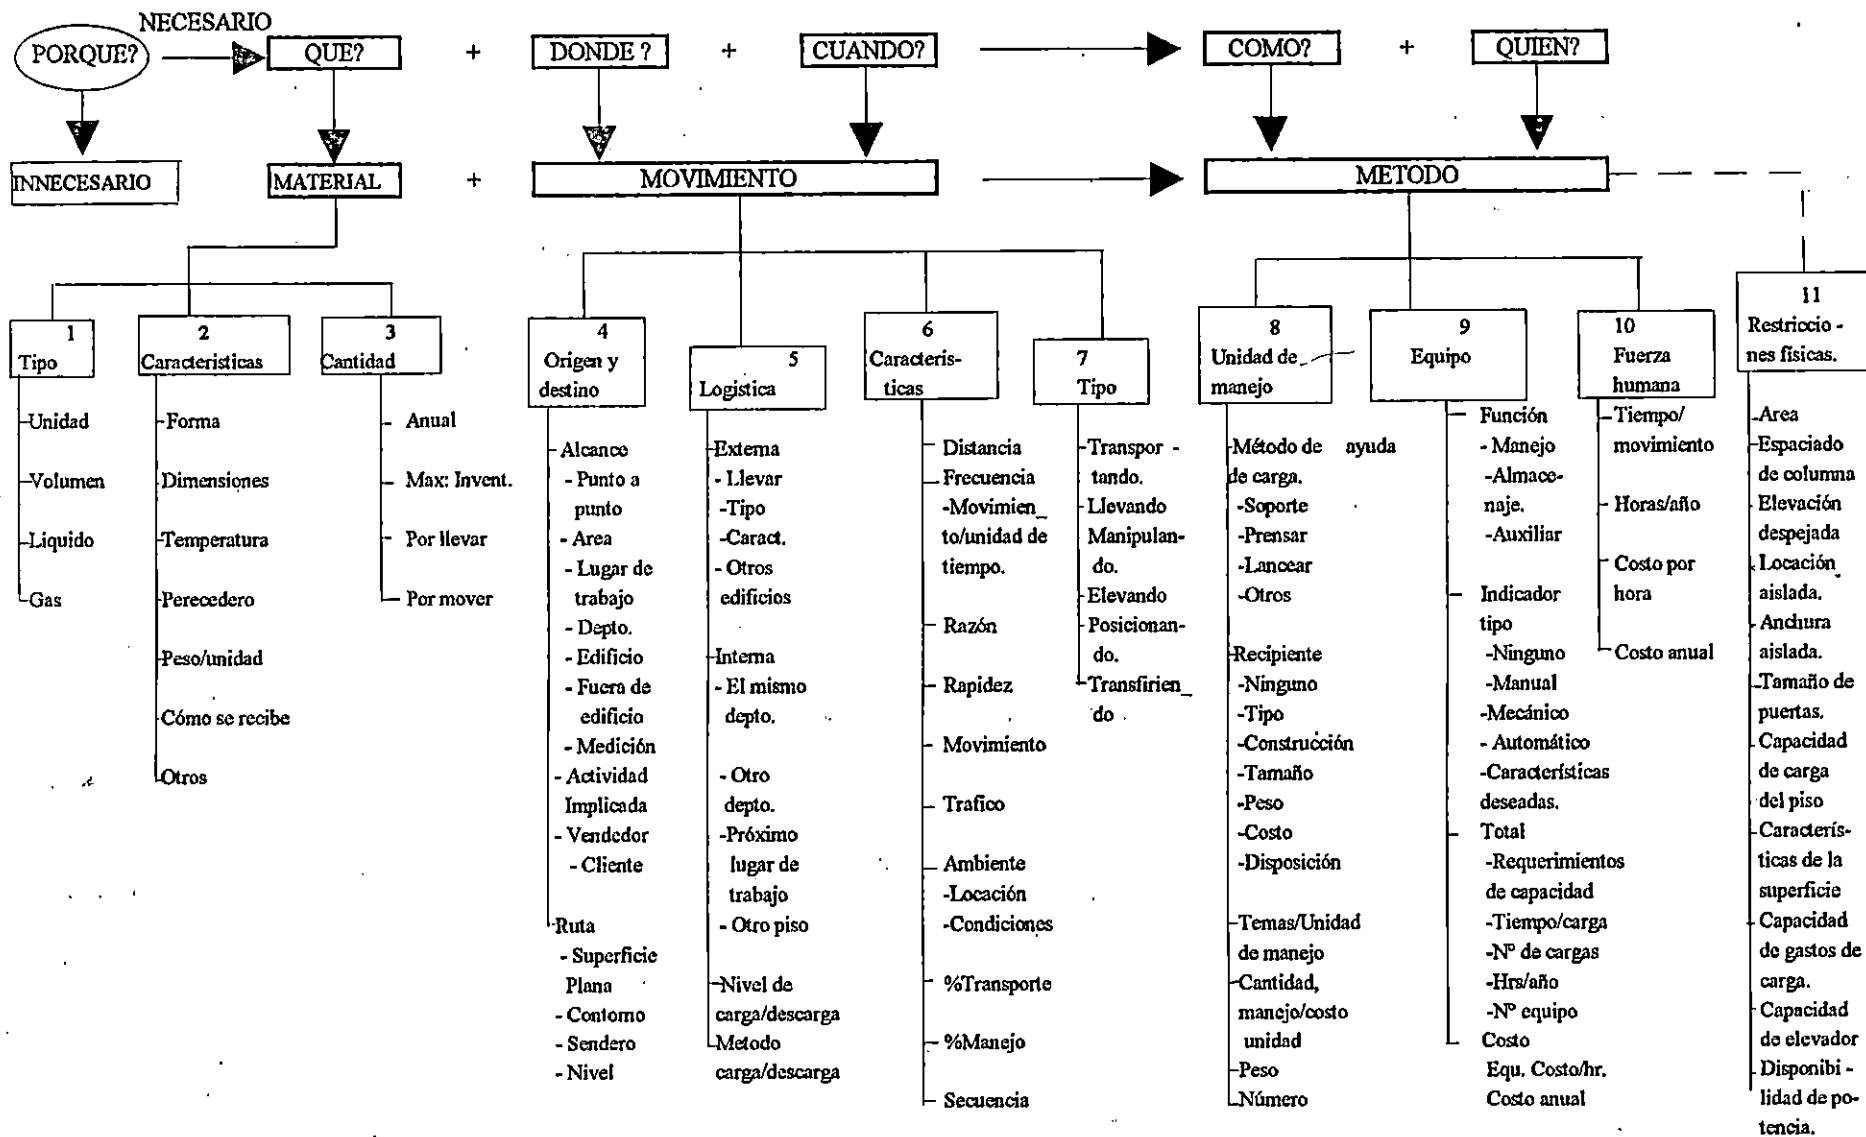 NECESARIO
PORQUE?
QUE?
+
DONDE ?
+
CUANDO?
COMO?
+
QUIEN?
INNECESARIO
MATERIAL
+
MOVIMIENTO
METODO
1
Tipo
-Unidad
-Volumen
-Liquido
-Gas
2
Caracteristicas
-Forma
Dimensiones
-Temperatura
Perecedero
-Peso/unidad
-Cómo se recibe
-Otros
3
Cantidad
- Anual
Max: Invent.
- Por llevar
- Por mover
4
Origen y
destino
- Alcance
- Punto a
punto
- Area
- Lugar de
trabajo
- Depto.
- Edificio
- Fuera de
edificio
- Medición
- Actividad
Implicada
- Vendedor
- Cliente
-Ruta
- Superficie
Plana
- Contorno
- Sendero
- Nivel
5
Logistica
-Externa
- Llevar
-Tipo
-Caract.
- Otros
edificios
-Interna
- El mismo
depto.
- Otro
depto.
-Próximo
lugar de
trabajo
- Otro piso
-Nivel de
carga/descarga
-Metodo
carga/descarga
6
Caracterís-
ticas
- Distancia
- Frecuencia
-Movimien_
to/unidad de
tiempo.
- Razón
- Rapidez
- Movimiento
- Trafico
- Ambiente
-Locación
-Condiciones
- %Transporte
- %Manejo
- Secuencia
7
Tipo
-Transpor -
tando.
-Llevando
Manipulan-
do.
-Elevando
-Posicionan-
do.
-Transfirien_
do .
8
Unidad de
manejo
-Método de ayuda
de carga.
-Soporte
-Prensar
-Lancear
-Otros
-Recipiente
-Ninguno
-Tipo
-Construcción
-Tamaño
-Peso
-Costo
-Disposición
-Temas/Unidad
de manejo
-Cantidad,
manejo/costo
unidad
-Peso
-Número
9
Equipo
- Función
- Manejo
-Almace-
naje.
-Auxiliar
- Indicador
tipo
-Ninguno
-Manual
-Mecánico
- Automático
-Características
deseadas.
- Total
-Requerimientos
de capacidad
-Tiempo/carga
-Nº de cargas
-Hrs/año
-Nº equipo
- Costo
Equ. Costo/hr.
Costo anual
10
Fuerza
humana
-Tiempo/
movimiento
- Horas/año
- Costo por
hora
- Costo anual
11
Restriccio -
nes físicas.
-Area
Espaciado
de columna
Elevación
despejada
-Locación
aislada.
- Anchura
aislada.
-Tamaño de
puertas.
- Capacidad
de carga
del piso
- Caracterís-
ticas de la
superficie
- Capacidad
de gastos de
carga.
- Capacidad
de elevador
- Disponibi -
lidad de po-
tencia.